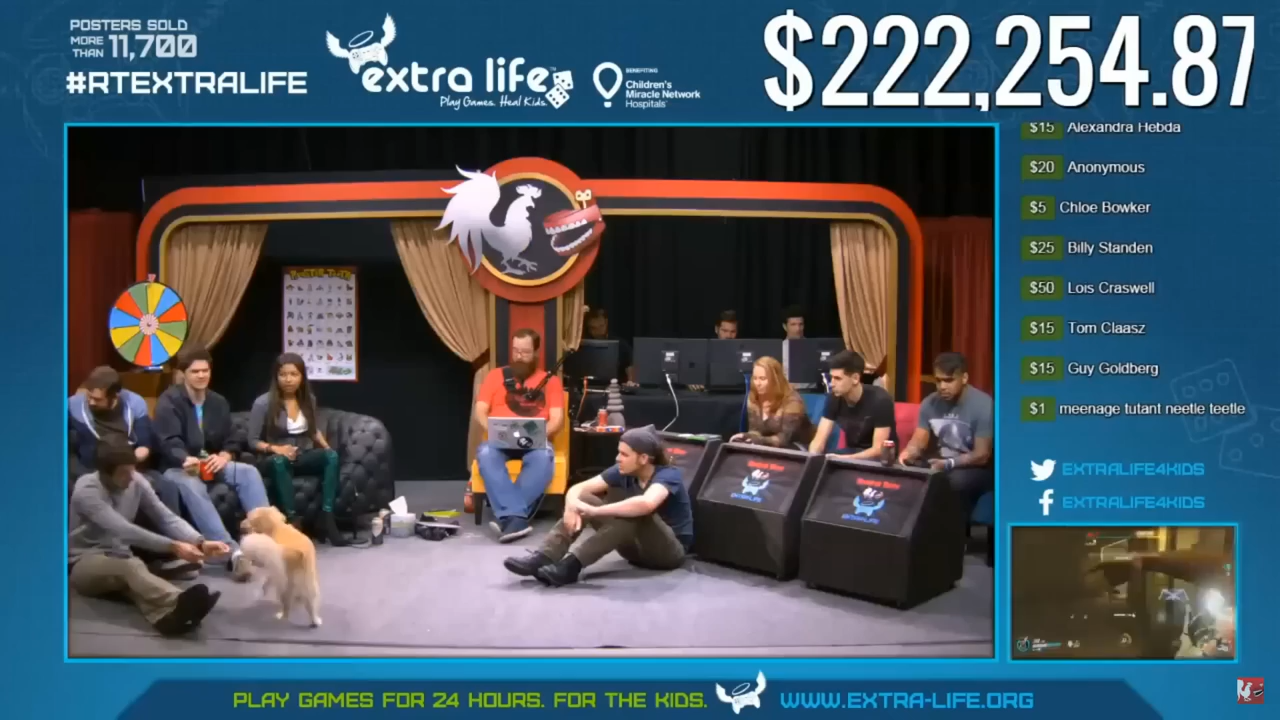 POSTERS SOLD
MORE THAN 11,700
#RTEXTRALIFE
extra life™
Play Games. Heal Kids.
BENEFITING
Children's
Miracle Network
Hospitals
$222,254.87
$15 Alexandra Hebda
$20 Anonymous
$5 Chloe Bowker
$25 Billy Standen
$50 Lois Craswell
$15 Tom Claasz
$15 Guy Goldberg
$1 meenage tutant neetle teetle
EXTRALIFE4KIDS
EXTRALIFE4KIDS
EXTRALIFE
EXTRALIFE
PLAY GAMES FOR 24 HOURS. FOR THE KIDS.
WWW.EXTRA-LIFE.ORG